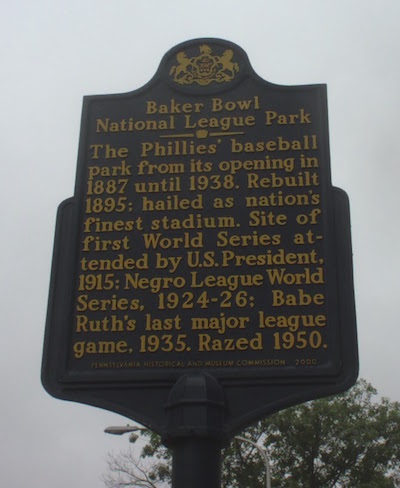 Baker Bowl
National League Park
The Phillies' baseball
park from its opening in
1887 until 1938. Rebuilt
1895; hailed as nation's
finest stadium. Site of
first World Series at-
tended by U.S. President,
1915; Negro League World
Series, 1924-26; Babe
Ruth's last major league
game, 1935. Razed 1950.
PENNSYLVANIA HISTORICAL AND MUSEUM COMMISSION 2000